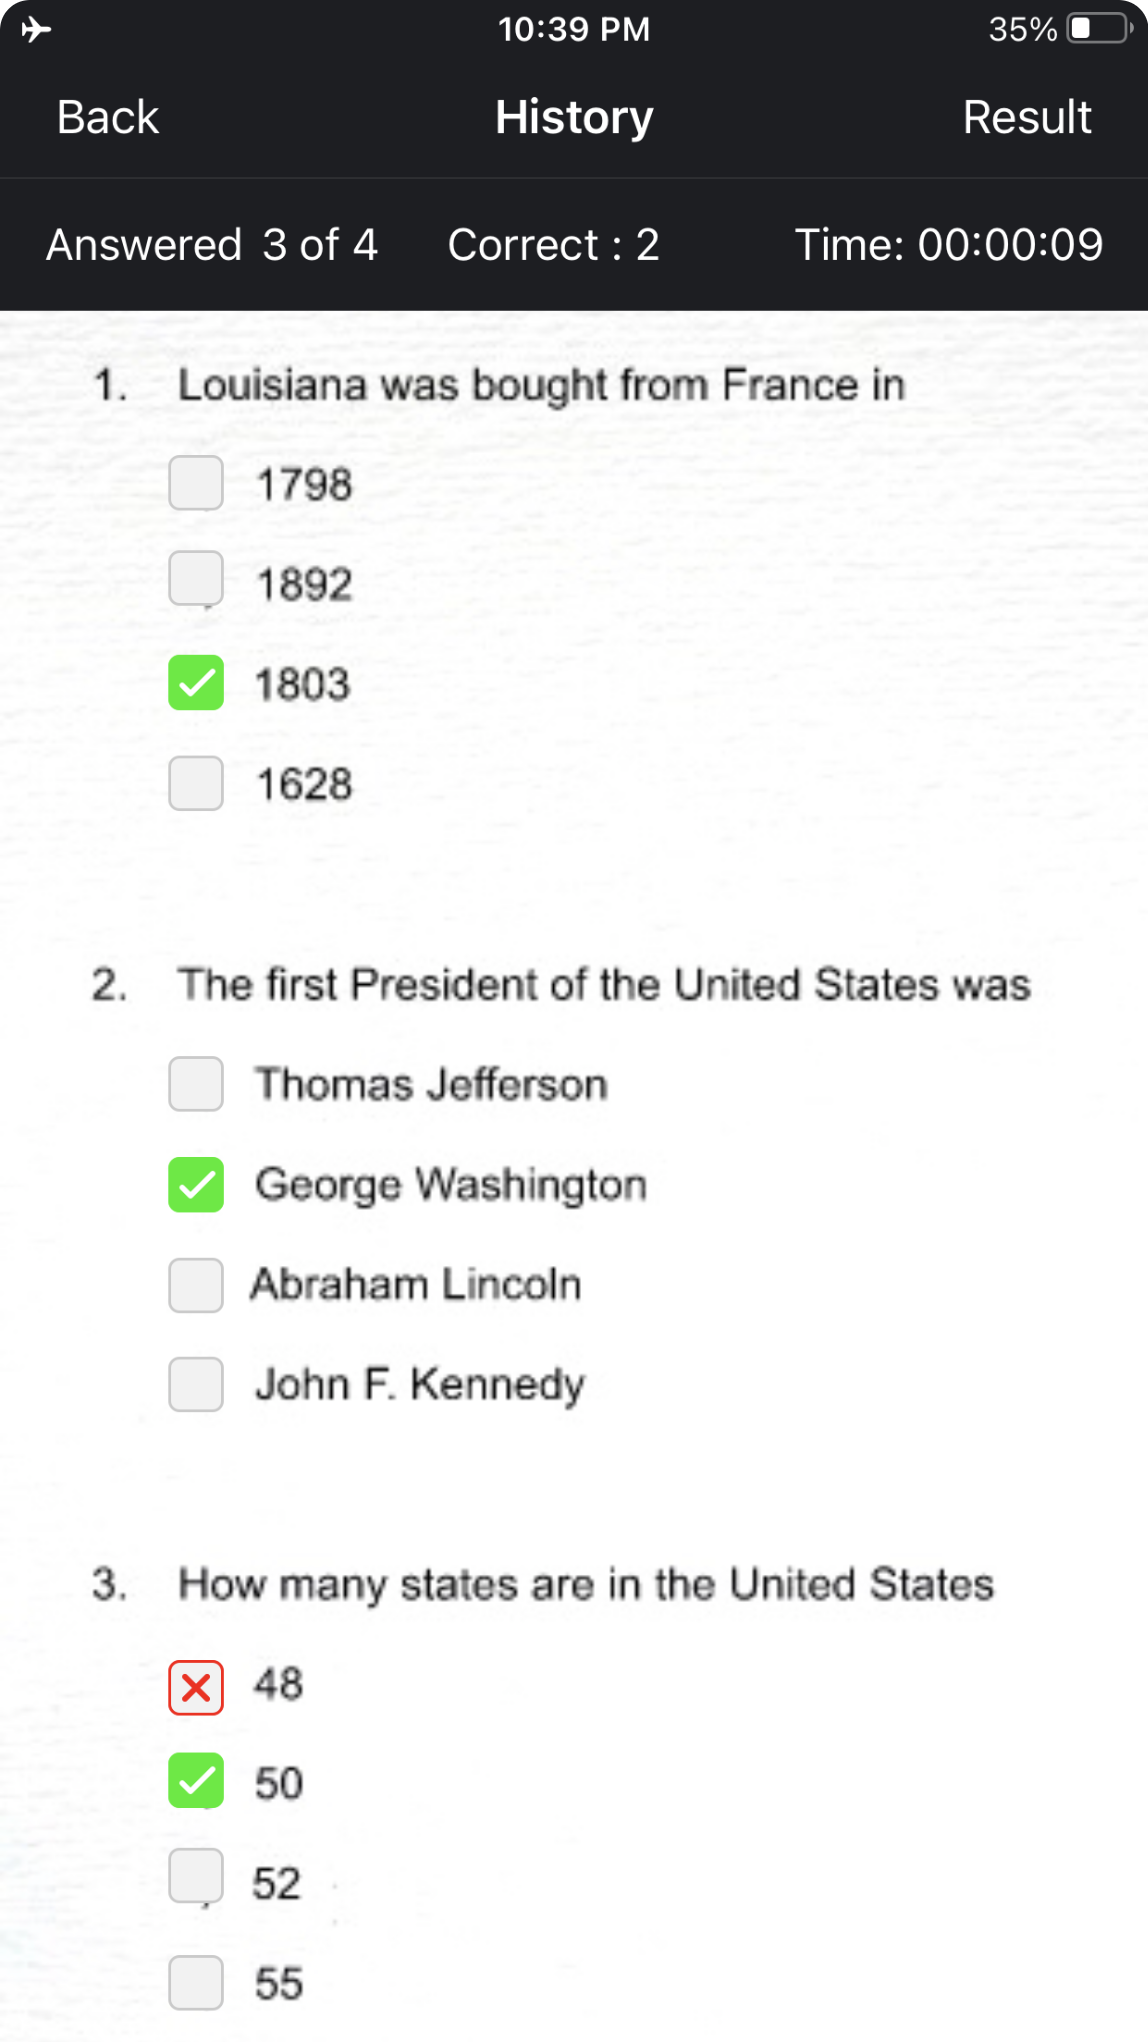 10:39 PM 35%
Back History Result
Answered 3 of 4 Correct : 2 Time: 00:00:09
1. Louisiana was bought from France in
1798
1892
1803
1628
2. The first President of the United States was
Thomas Jefferson
George Washington
Abraham Lincoln
John F. Kennedy
3. How many states are in the United States
48
50
52
55